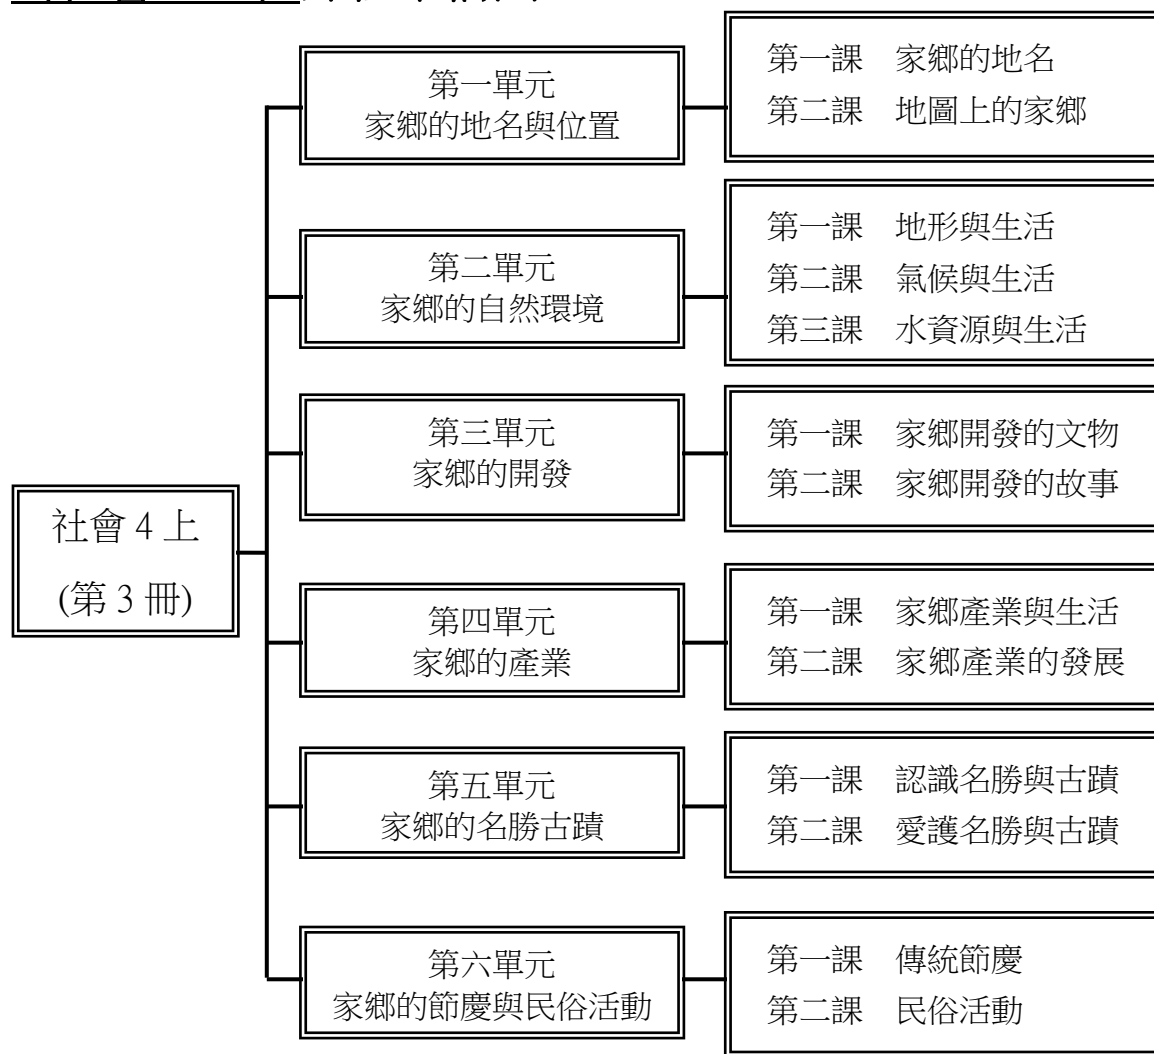 社會 4 上
(第 3 冊)
第一單元
家鄉的地名與位置
第一課 家鄉的地名
第二課 地圖上的家鄉
第二單元
家鄉的自然環境
第一課 地形與生活
第二課 氣候與生活
第三課 水資源與生活
第三單元
家鄉的開發
第一課 家鄉開發的文物
第二課 家鄉開發的故事
第四單元
家鄉的產業
第一課 家鄉產業與生活
第二課 家鄉產業的發展
第五單元
家鄉的名勝古蹟
第一課 認識名勝與古蹟
第二課 愛護名勝與古蹟
第六單元
家鄉的節慶與民俗活動
第一課 傳統節慶
第二課 民俗活動